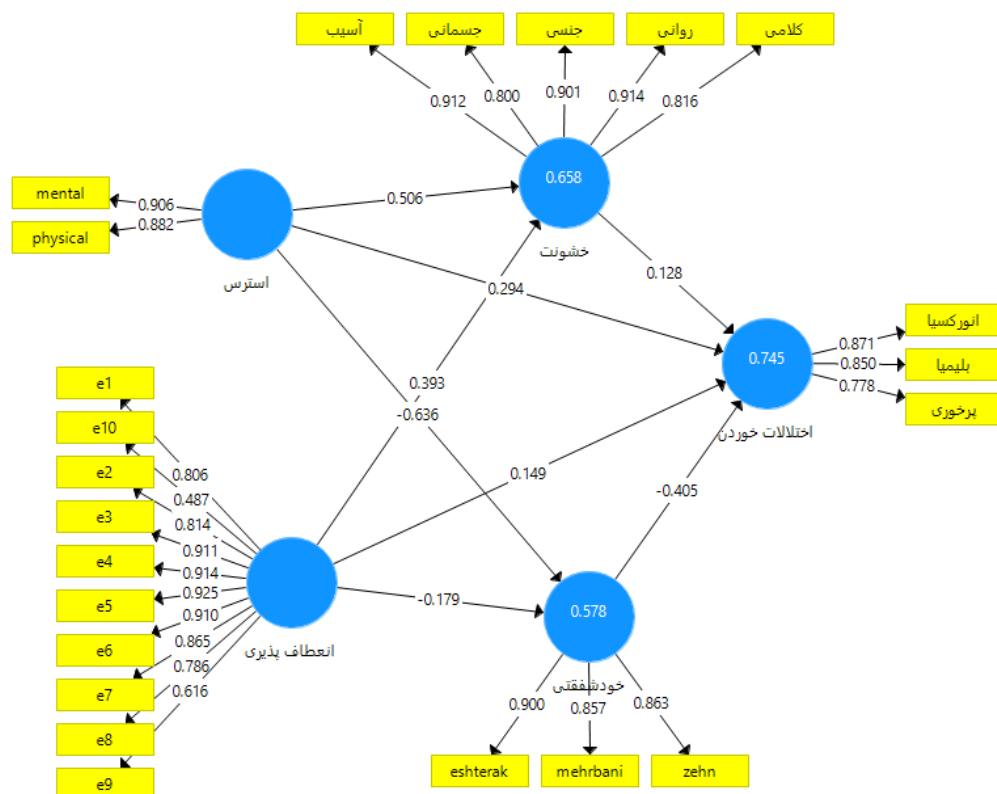 آسیب
جسمانی
جنسی
روانی
کلامی
0.912
0.800
0.901
0.914
0.816
0.658
خشونت
mental
physical
0.906
0.882
استرس
0.506
0.294
0.128
0.393
-0.636
0.745
اختلالات خوردن
0.871
0.850
0.778
انورکسیا
بلیمیا
پرخوری
e1
e10
e2
e3
e4
e5
e6
e7
e8
e9
0.806
0.487
0.814
0.911
0.914
0.925
0.910
0.865
0.786
0.616
انعطاف پذیری
0.149
-0.405
-0.179
0.578
خودشفقتی
0.900
0.857
0.863
eshterak
mehrbani
zehn